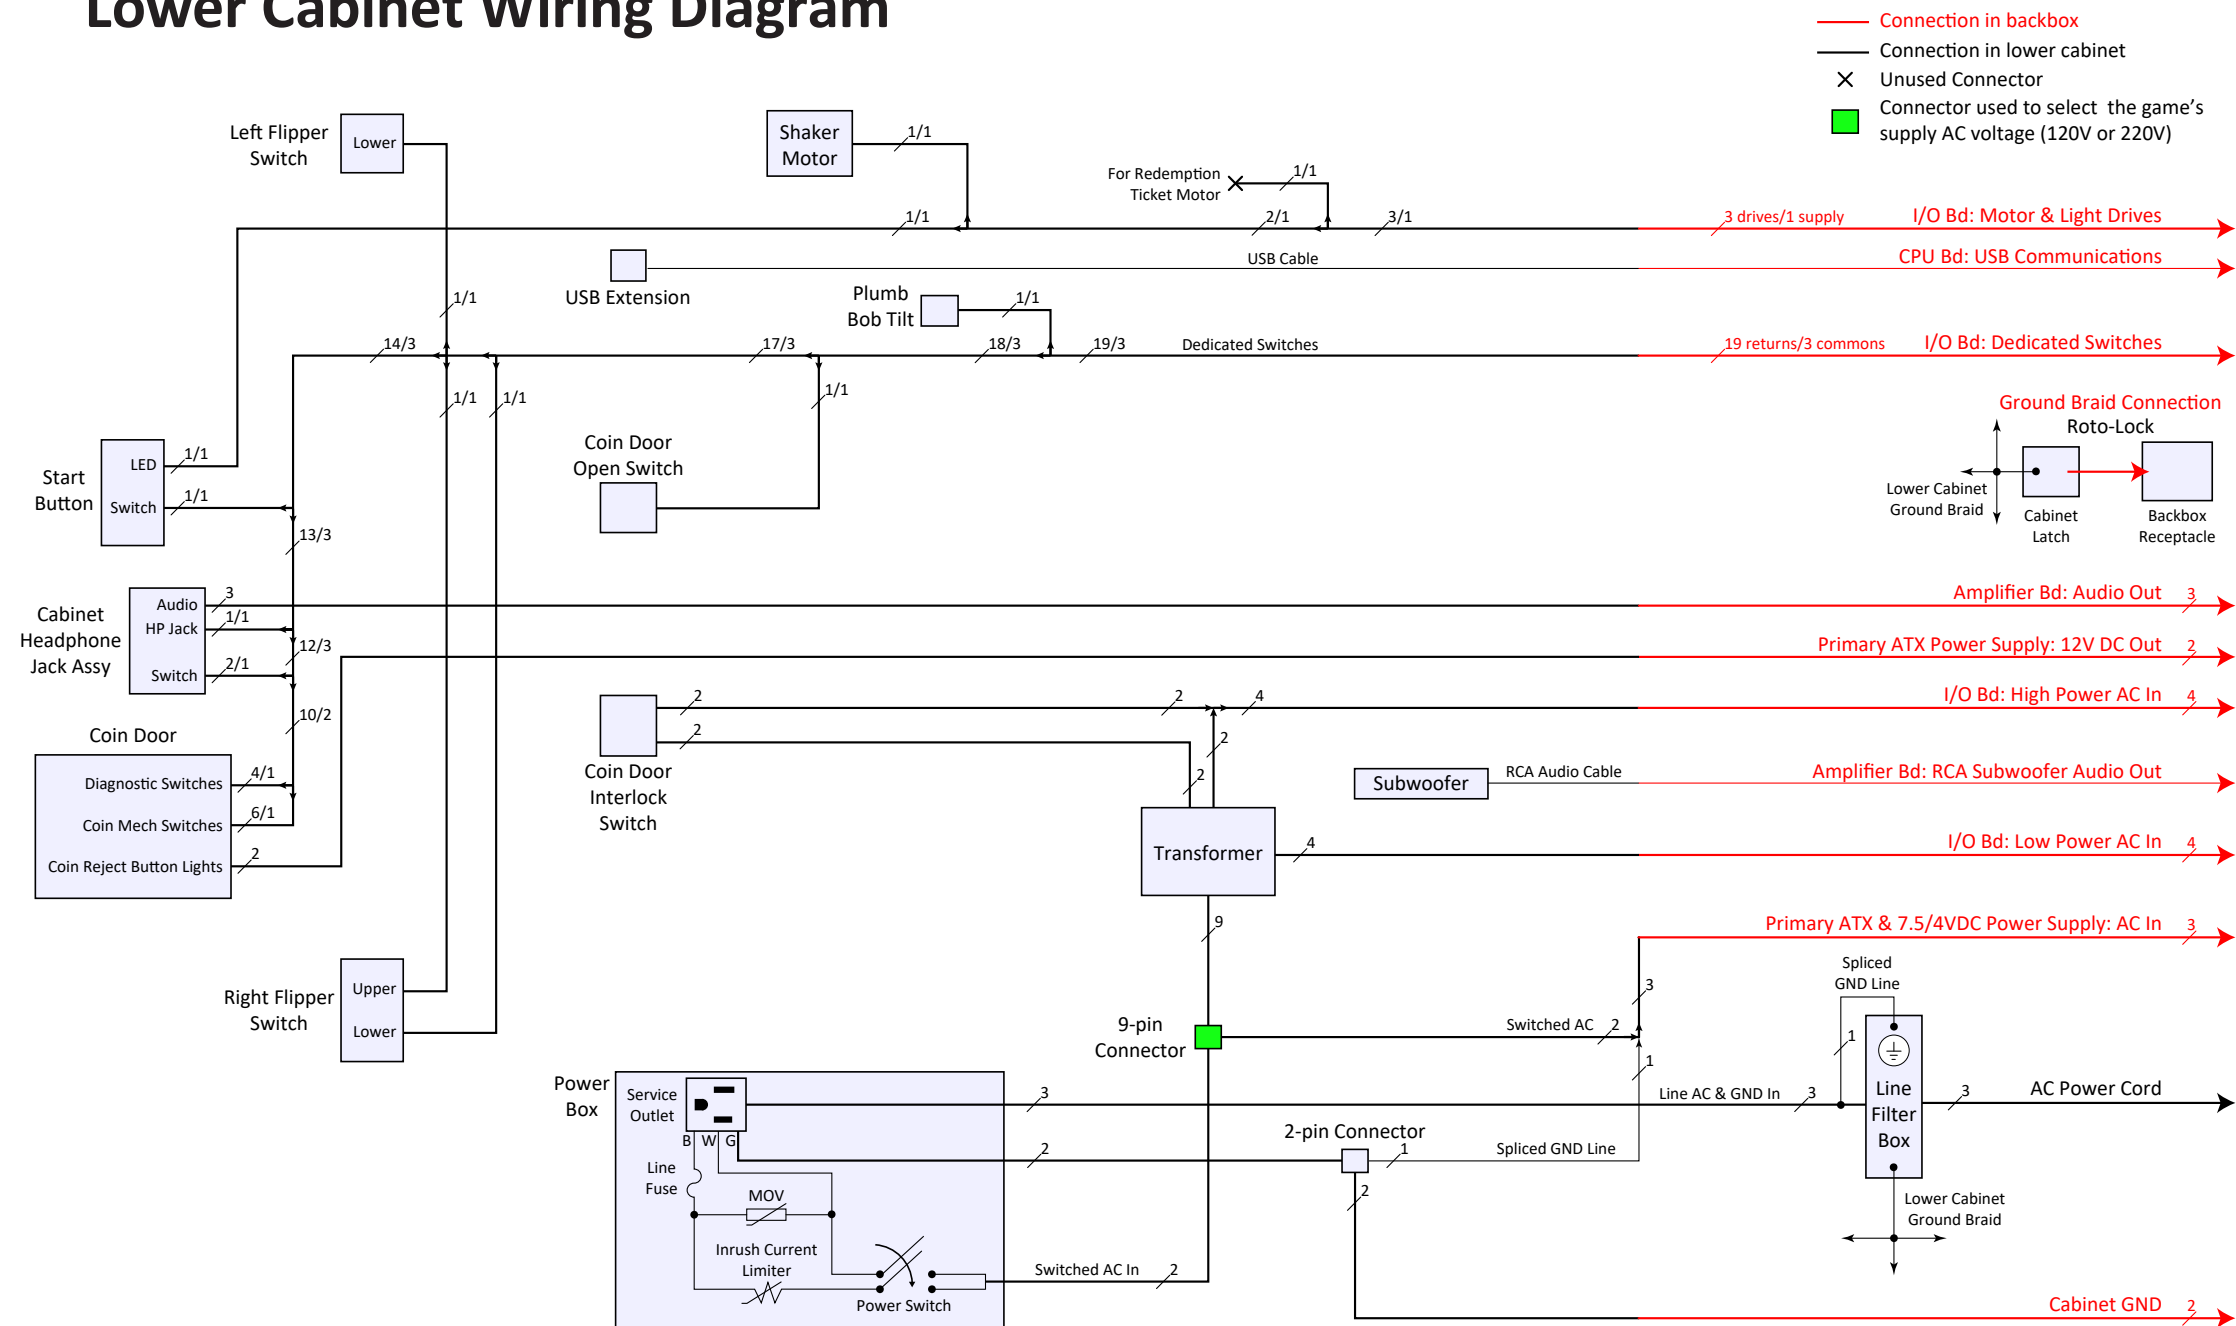 Lower Cabinet Wiring Diagram
Connection in backbox
Connection in lower cabinet
Unused Connector
Connector used to select the game's
supply AC voltage (120V or 220V)
Left Flipper
Switch
Lower
Shaker
Motor
1/1
For Redemption
Ticket Motor
1/1
1/1
2/1
3/1
3 drives/1 supply
I/O Bd: Motor & Light Drives
USB Cable
CPU Bd: USB Communications
USB Extension
Plumb
Bob Tilt
1/1
1/1
14/3
17/3
18/3
19/3
Dedicated Switches
19 returns/3 commons
I/O Bd: Dedicated Switches
1/1
1/1
1/1
Ground Braid Connection
Roto-Lock
Lower Cabinet
Ground Braid
Cabinet
Latch
Backbox
Receptacle
Coin Door
Open Switch
Start
Button
LED
1/1
Switch
1/1
13/3
Cabinet
Headphone
Jack Assy
Audio
3
HP Jack
1/1
12/3
Switch
2/1
Amplifier Bd: Audio Out
3
Primary ATX Power Supply: 12V DC Out
2
10/2
Coin Door
Diagnostic Switches
4/1
Coin Mech Switches
6/1
Coin Reject Button Lights
2
2
2
4
I/O Bd: High Power AC In
4
2
2
2
Coin Door
Interlock
Switch
Subwoofer
RCA Audio Cable
Amplifier Bd: RCA Subwoofer Audio Out
Transformer
4
I/O Bd: Low Power AC In
4
9
Primary ATX & 7.5/4VDC Power Supply: AC In
3
Right Flipper
Switch
Upper
Lower
9-pin
Connector
Switched AC
2
3
1
Spliced
GND Line
1
Line
Filter
Box
3
AC Power Cord
Power
Box
Service
Outlet
3
Line AC & GND In
3
B W G
2
2-pin Connector
1
Spliced GND Line
2
Line
Fuse
MOV
Inrush Current
Limiter
Power Switch
Switched AC In
2
Lower Cabinet
Ground Braid
Cabinet GND
2